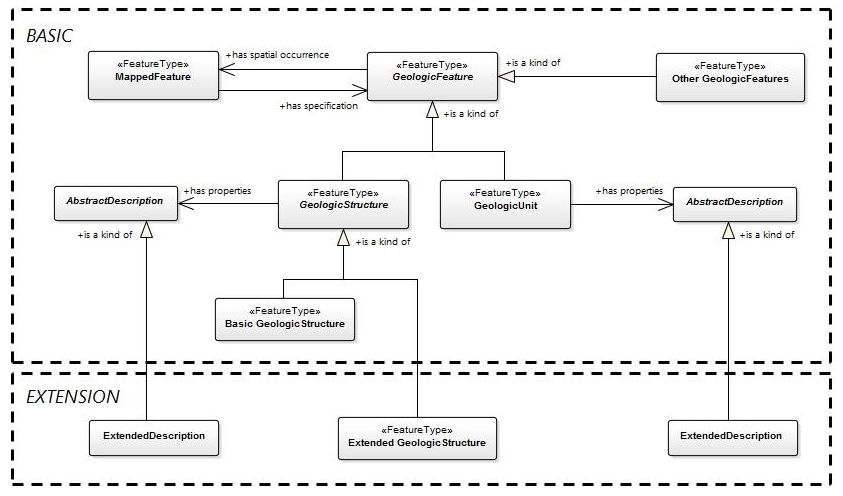 BASIC
«FeatureType»
MappedFeature
+has spatial occurrence
+has specification
«FeatureType»
GeologicFeature
+is a kind of
«FeatureType»
Other GeologicFeatures
+is a kind of
AbstractDescription
+has properties
«FeatureType»
GeologicStructure
«FeatureType»
GeologicUnit
+has properties
AbstractDescription
+is a kind of
+is a kind of
+is a kind of
«FeatureType»
Basic GeologicStructure
EXTENSION
ExtendedDescription
«FeatureType»
Extended GeologicStructure
ExtendedDescription